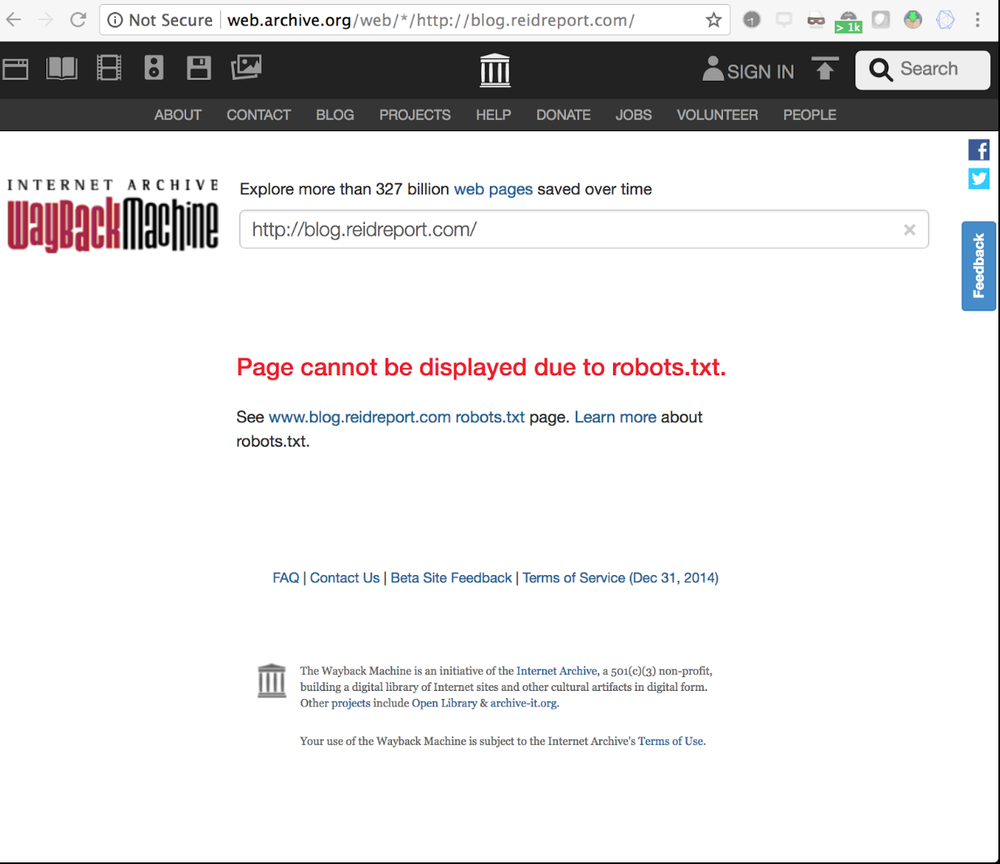 Not Secure web.archive.org/web/*/http://blog.reidreport.com/
> 1k
SIGN IN
Search
ABOUT CONTACT BLOG PROJECTS HELP DONATE JOBS VOLUNTEER PEOPLE
INTERNET ARCHIVE
WayBackMachine
Explore more than 327 billion web pages saved over time
http://blog.reidreport.com/
Feedback
Page cannot be displayed due to robots.txt.
See www.blog.reidreport.com robots.txt page. Learn more about
robots.txt.
FAQ | Contact Us | Beta Site Feedback | Terms of Service (Dec 31, 2014)
The Wayback Machine is an initiative of the Internet Archive, a 501(c)(3) non-profit,
building a digital library of Internet sites and other cultural artifacts in digital form.
Other projects include Open Library & archive-it.org.
Your use of the Wayback Machine is subject to the Internet Archive's Terms of Use.